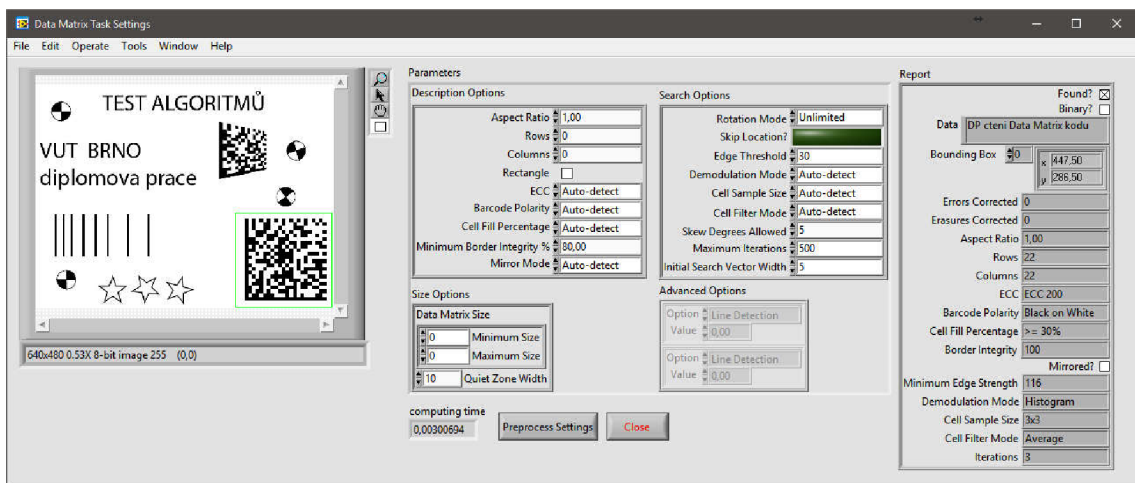 Data Matrix Task Settings
File Edit Operate Tools Window Help
TEST ALGORITMŮ
VUT BRNO
diplomova prace
640x480 0.53X 8-bit image 255 (0,0)
Parameters
Description Options
Aspect Ratio 1,00
Rows 0
Columns 0
Rectangle
ECC Auto-detect
Barcode Polarity Auto-detect
Cell Fill Percentage Auto-detect
Minimum Border Integrity % 80,00
Mirror Mode Auto-detect
Size Options
Data Matrix Size
0 Minimum Size
0 Maximum Size
10 Quiet Zone Width
computing time
0,00300694
Preprocess Settings
Close
Search Options
Rotation Mode Unlimited
Skip Location?
Edge Threshold 30
Demodulation Mode Auto-detect
Cell Sample Size Auto-detect
Cell Filter Mode Auto-detect
Skew Degrees Allowed 5
Maximum Iterations 500
Initial Search Vector Width 5
Advanced Options
Option Line Detection
Value 0,00
Option Line Detection
Value 0,00
Report
Found?
Binary?
Data DP cteni Data Matrix kodu
Bounding Box 0
x 447,50
y 286,50
Errors Corrected 0
Erasures Corrected 0
Aspect Ratio 1,00
Rows 22
Columns 22
ECC ECC 200
Barcode Polarity Black on White
Cell Fill Percentage >= 30%
Border Integrity 100
Mirrored?
Minimum Edge Strength 116
Demodulation Mode Histogram
Cell Sample Size 3x3
Cell Filter Mode Average
Iterations 3